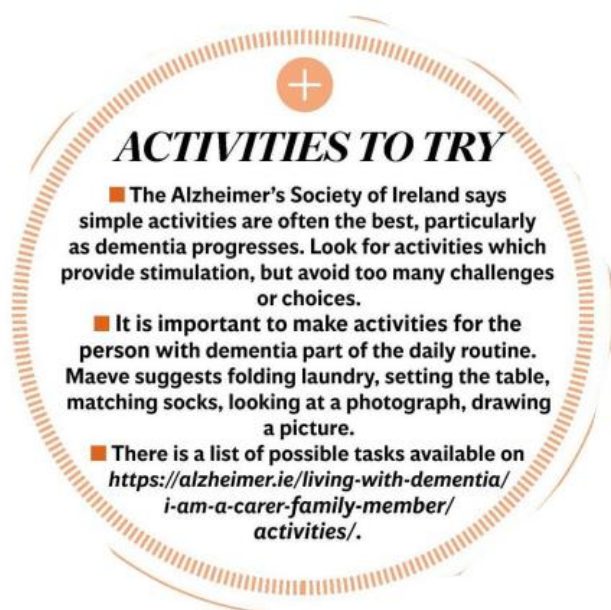 ACTIVITIES TO TRY
■ The Alzheimer's Society of Ireland says
simple activities are often the best, particularly
as dementia progresses. Look for activities which
provide stimulation, but avoid too many challenges
or choices.
■ It is important to make activities for the
person with dementia part of the daily routine.
Maeve suggests folding laundry, setting the table,
matching socks, looking at a photograph, drawing
a picture.
■ There is a list of possible tasks available on
https://alzheimer.ie/living-with-dementia/
i-am-a-carer-family-member/
activities/.